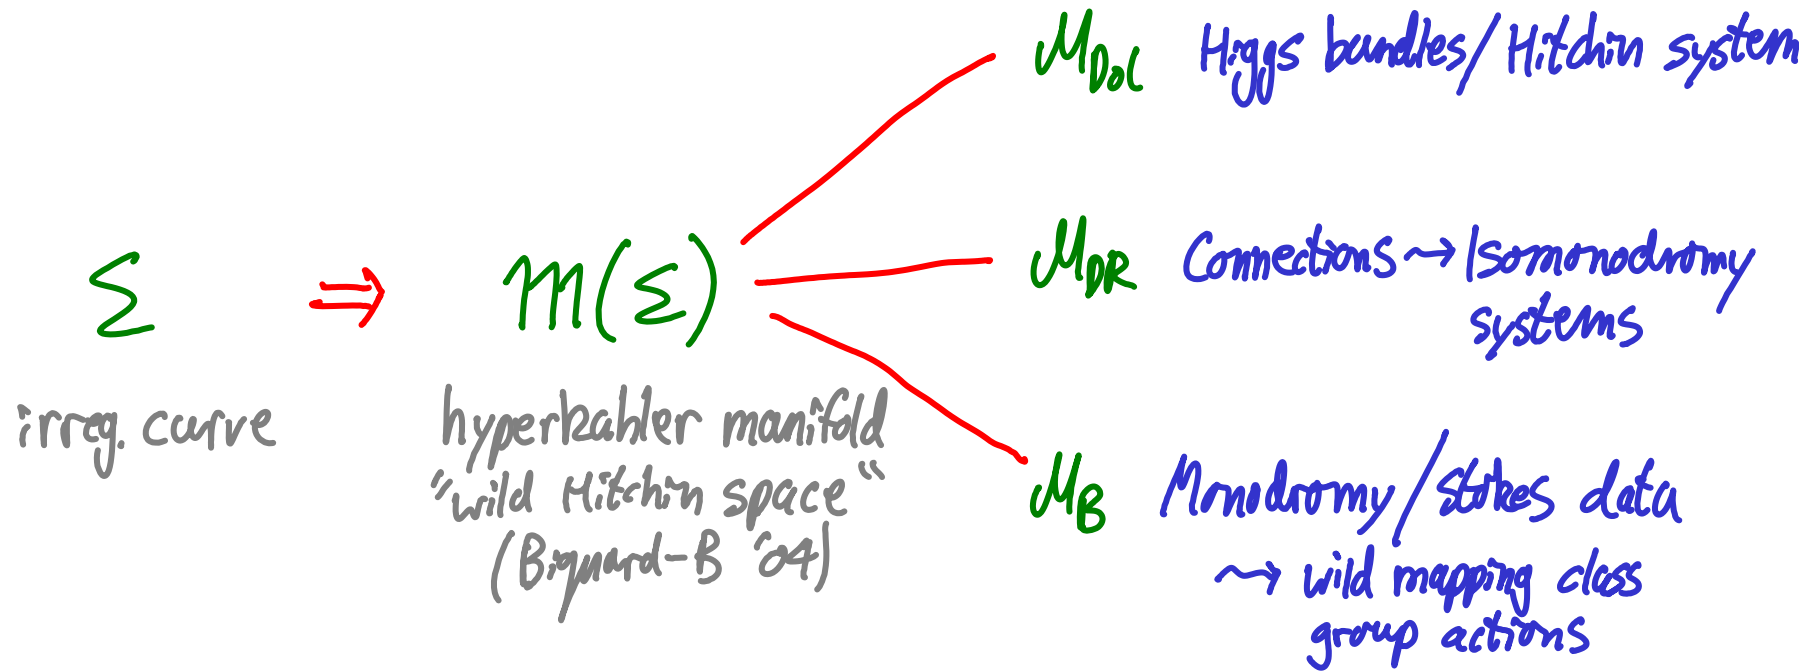 M_Dol Higgs bundles/Hitchin system
Σ ⇒ M(Σ)
M_DR Connections ⇝ Isomonodromy
systems
irreg. curve
hyperkahler manifold
"wild Hitchin space"
(Biquard-B '04)
M_B Monodromy/Stokes data
⇝ wild mapping class
group actions